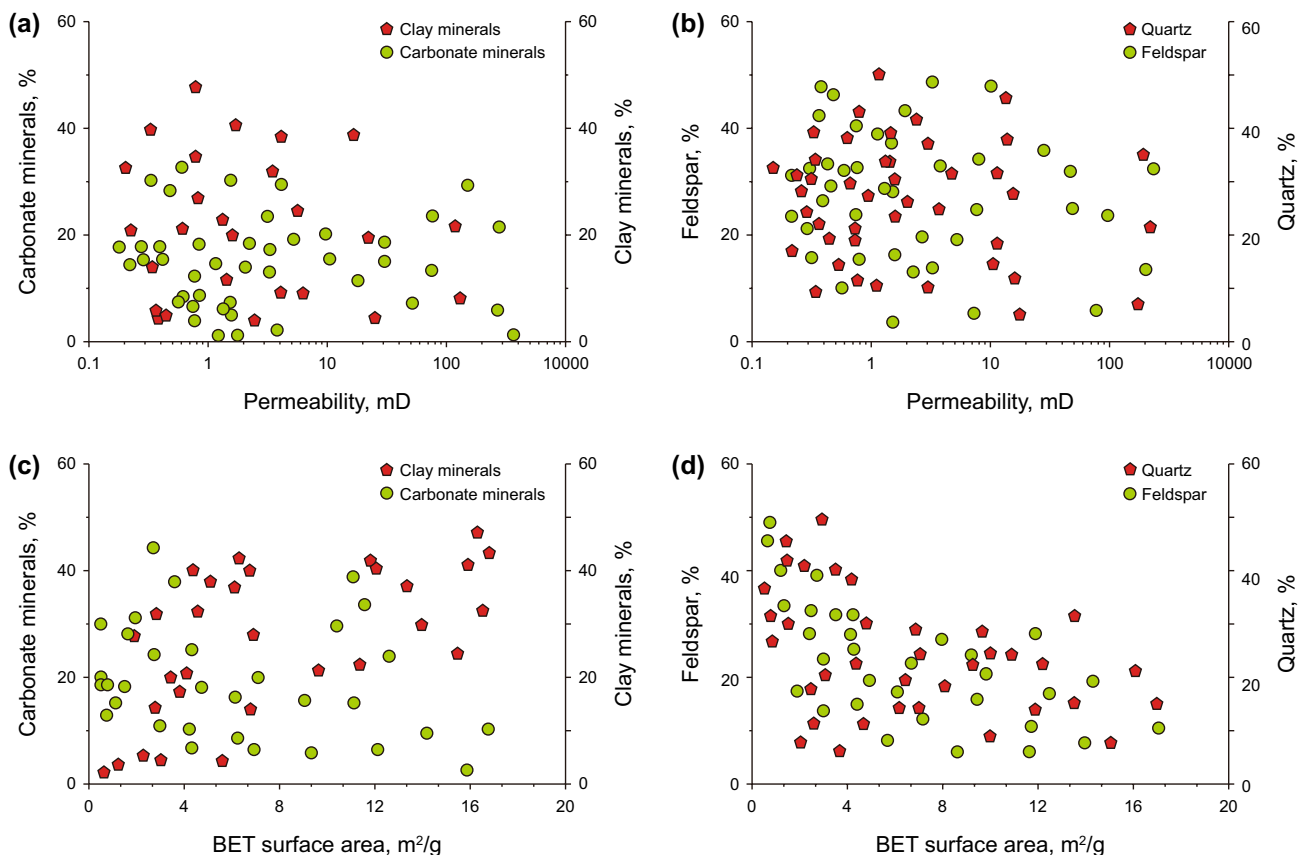 (a)
60
40
20
0
Carbonate minerals, %
Clay minerals
Carbonate minerals
60
40
20
0
Clay minerals, %
0.1
1
10
100
10000
Permeability, mD
(b)
60
40
20
0
Feldspar, %
Quartz
Feldspar
60
40
20
0
Quartz, %
0.1
1
10
100
10000
Permeability, mD
(c)
60
40
20
0
Carbonate minerals, %
Clay minerals
Carbonate minerals
60
40
20
0
Clay minerals, %
0
4
8
12
16
20
BET surface area, m²/g
(d)
60
40
20
0
Feldspar, %
Quartz
Feldspar
60
40
20
0
Quartz, %
0
4
8
12
16
20
BET surface area, m²/g